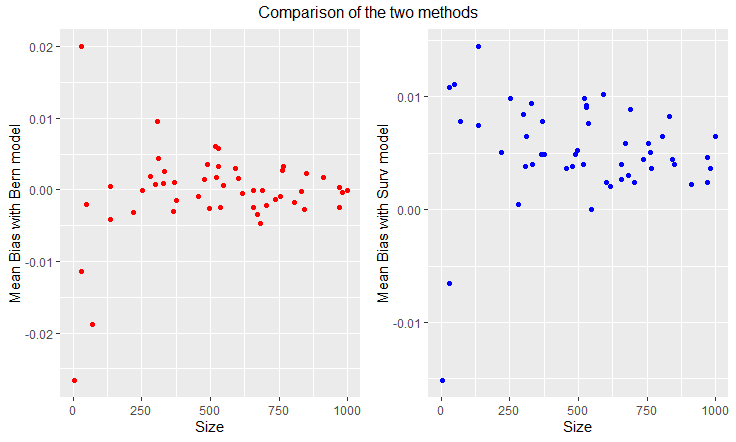 Comparison of the two methods
Mean Bias with Bern model
0.02
0.01
0.00
-0.01
-0.02
0 250 500 750 1000
Size
Mean Bias with Surv model
0.01
0.00
-0.01
0 250 500 750 1000
Size